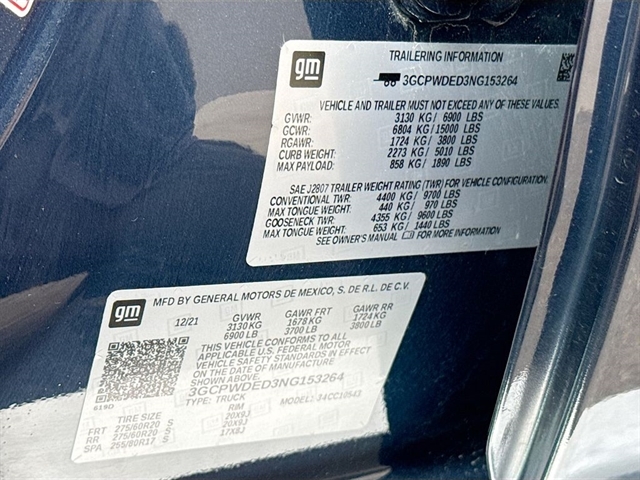 gm
TRAILERING INFORMATION
3GCPWDED3NG153264
VEHICLE AND TRAILER MUST NOT EXCEED ANY OF THESE VALUES.
GVWR: 3130 KG/ 6900 LBS
GCWR: 6804 KG/15000 LBS
RGAWR: 1724 KG/ 3800 LBS
CURB WEIGHT: 2273 KG/ 5010 LBS
MAX PAYLOAD: 858 KG/ 1890 LBS
SAE J2807 TRAILER WEIGHT RATING (TWR) FOR VEHICLE CONFIGURATION.
CONVENTIONAL TWR: 4400 KG/ 9700 LBS
MAX TONGUE WEIGHT: 440 KG/ 970 LBS
GOOSENECK TWR: 4355 KG/ 9600 LBS
MAX TONGUE WEIGHT: 653 KG/ 1440 LBS
SEE OWNER'S MANUAL FOR MORE INFORMATION
gm
MFD BY GENERAL MOTORS DE MEXICO, S. DE R.L. DE C.V.
12/21 GVWR GAWR FRT GAWR RR
3130 KG 1678 KG 1724 KG
6900 LB 3700 LB 3800 LB
THIS VEHICLE CONFORMS TO ALL
APPLICABLE U.S. FEDERAL MOTOR
VEHICLE SAFETY STANDARDS IN EFFECT
ON THE DATE OF MANUFACTURE
SHOWN ABOVE.
3GCPWDED3NG153264
TYPE: TRUCK MODEL:
TIRE SIZE RIM
FRT 275/60R20 S 20X9J
RR 275/60R20 S 20X9J
SPA 255/80R17 S 17X8J